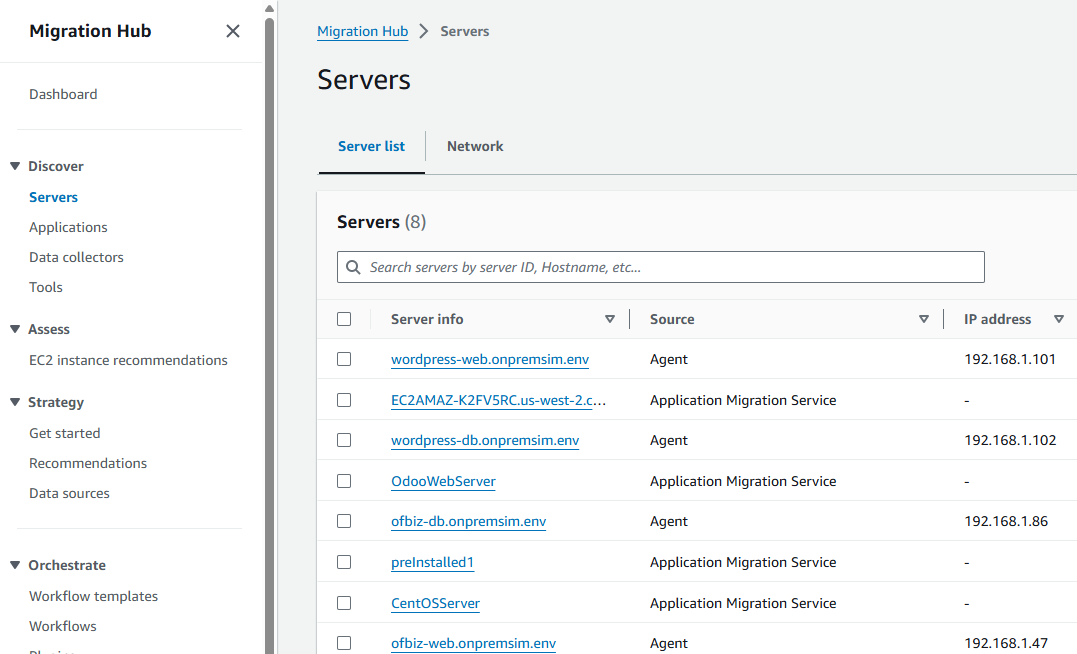 Migration Hub
Dashboard
Discover
Servers
Applications
Data collectors
Tools
Assess
EC2 instance recommendations
Strategy
Get started
Recommendations
Data sources
Orchestrate
Workflow templates
Workflows
Migration Hub > Servers
Servers
Server list Network
Servers (8)
Search servers by server ID, Hostname, etc...
Server info Source IP address
wordpress-web.onpremsim.env Agent 192.168.1.101
EC2AMAZ-K2FV5RC.us-west-2.c... Application Migration Service -
wordpress-db.onpremsim.env Agent 192.168.1.102
OdooWebServer Application Migration Service -
ofbiz-db.onpremsim.env Agent 192.168.1.86
preInstalled1 Application Migration Service -
CentOSServer Application Migration Service -
ofbiz-web.onpremsim.env Agent 192.168.1.47